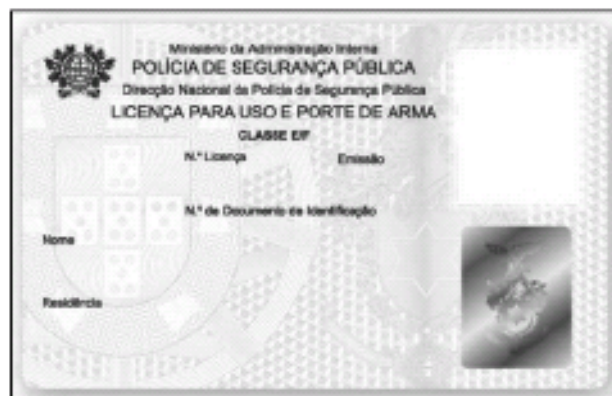 Ministério da Administração Interna
POLÍCIA DE SEGURANÇA PÚBLICA
Direcção Nacional da Polícia de Segurança Pública
LICENÇA PARA USO E PORTE DE ARMA
CLASSE E/F
N.º Licença Emissão
N.º de Documento de Identificação
Nome
Residência